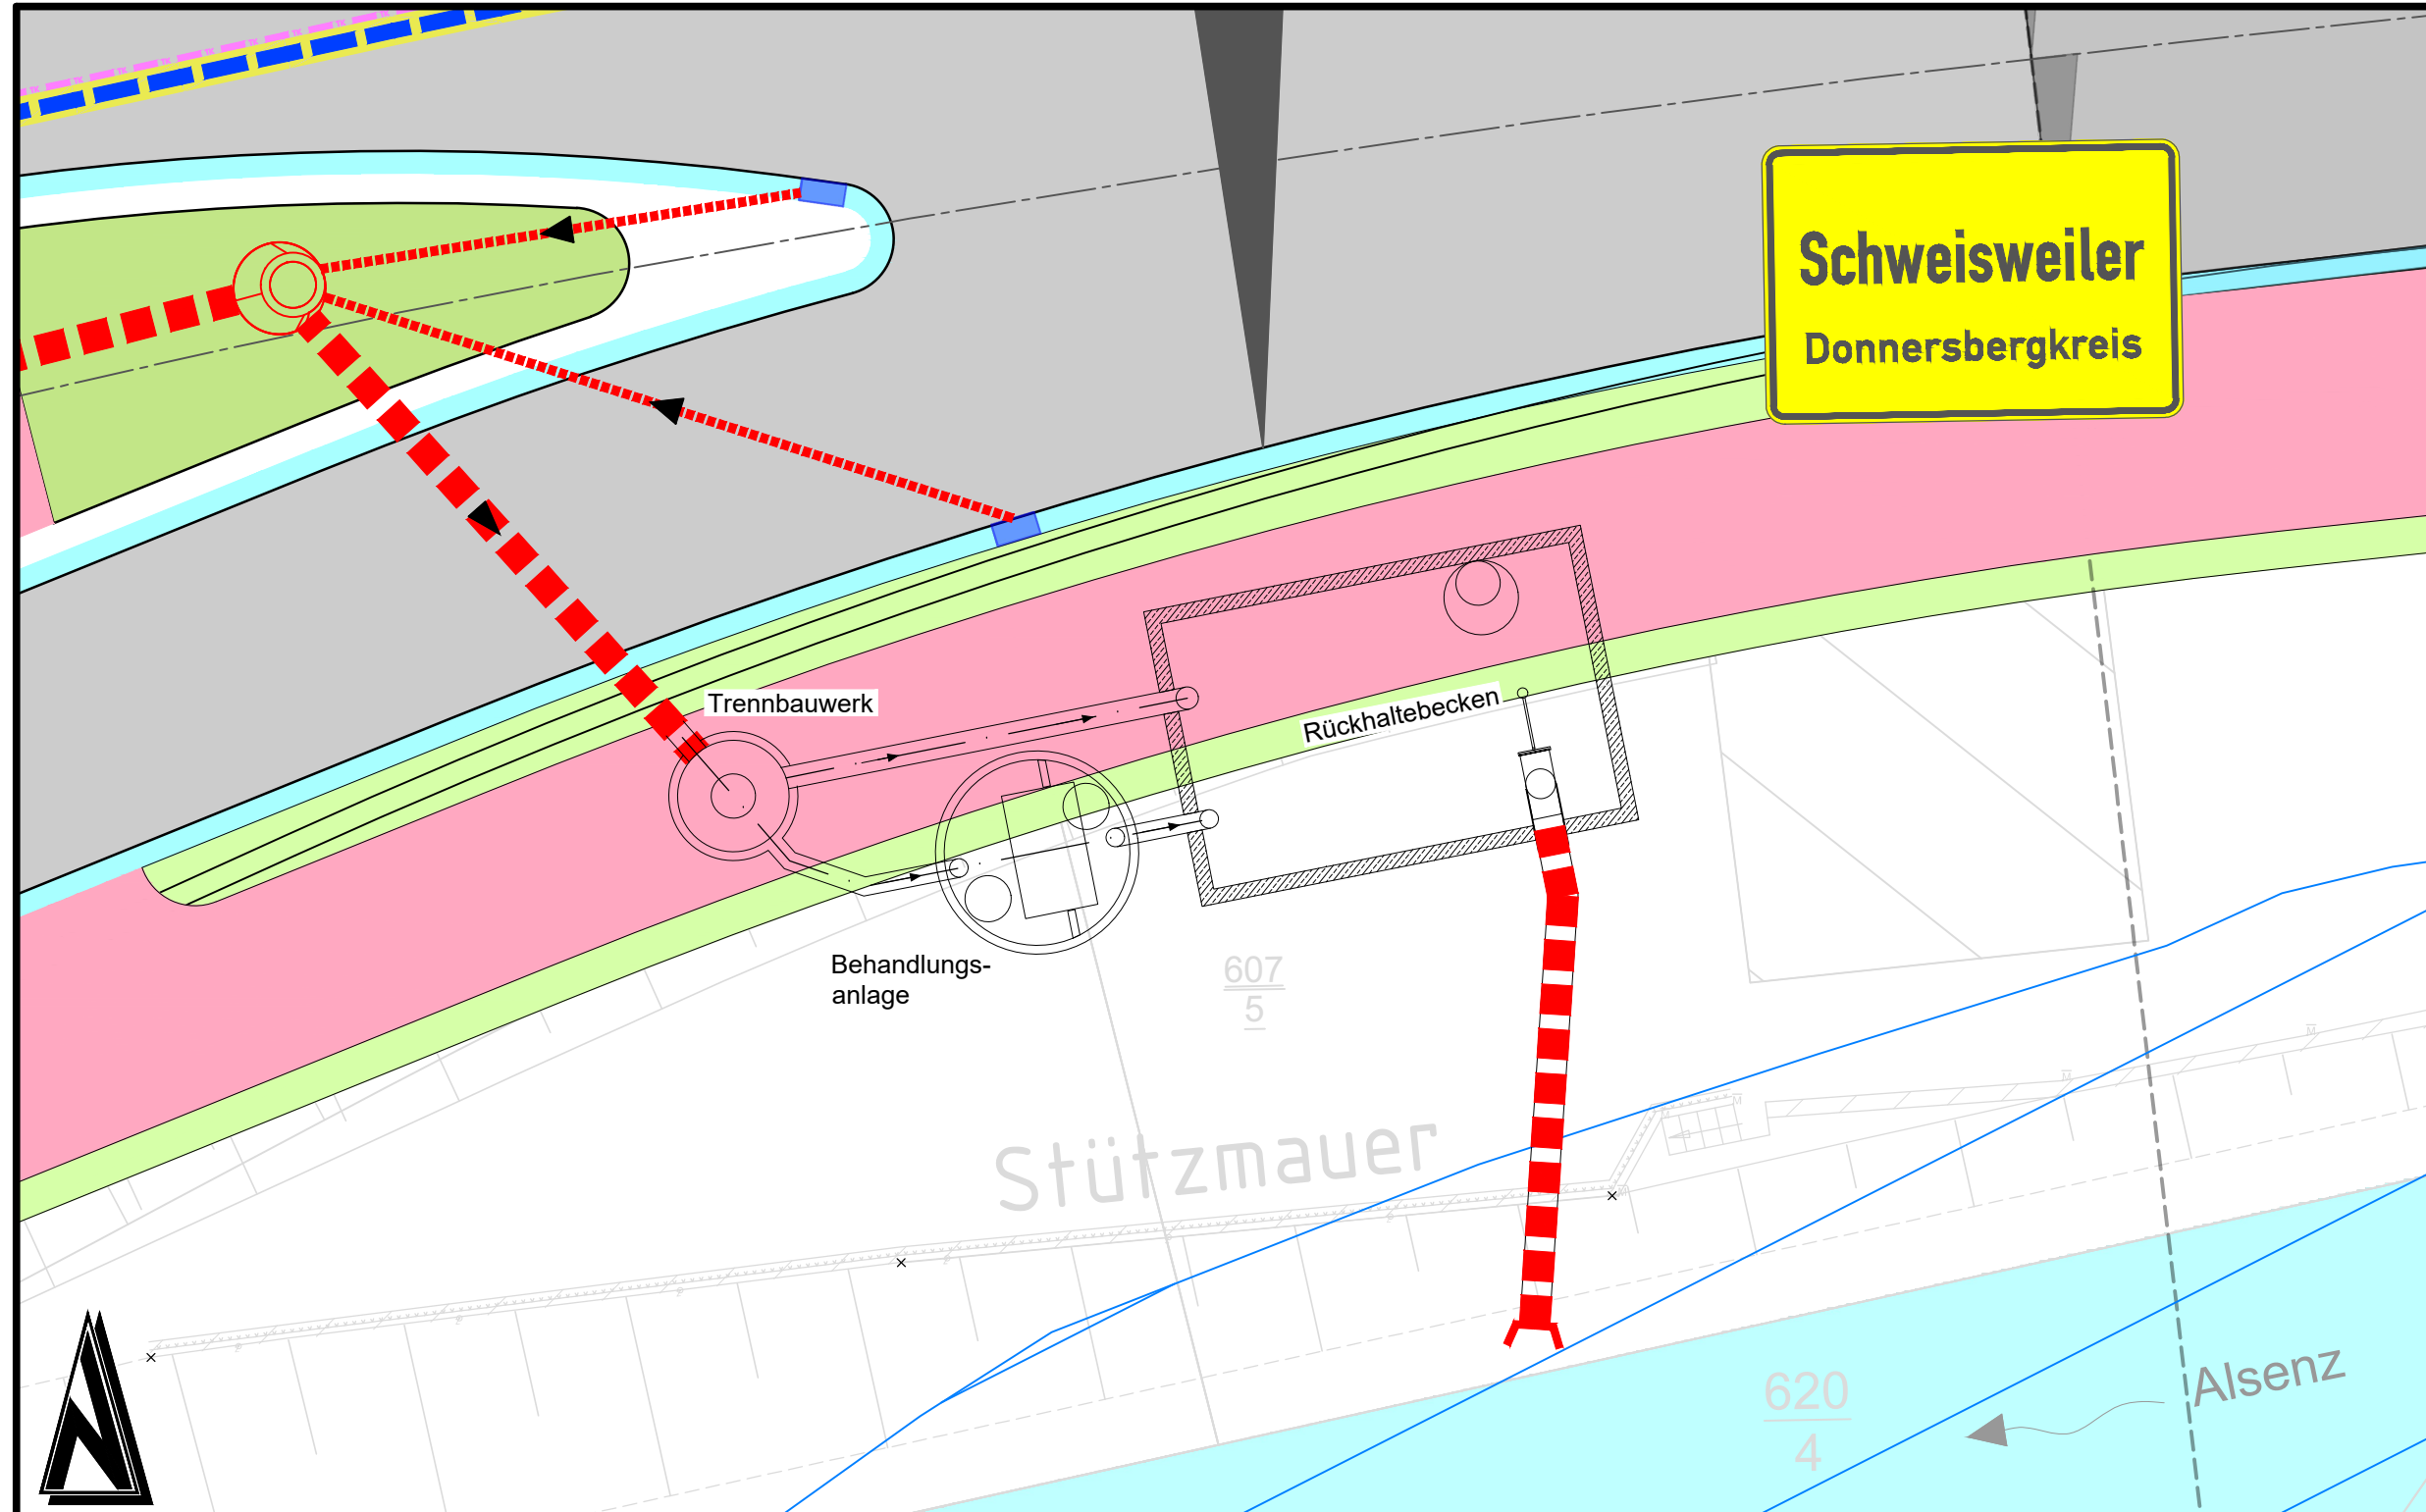 Schweisweiler
Donnersbergkreis
Trennbauwerk
Rückhaltebecken
Behandlungs-
anlage
607
5
Stützmauer
620
4
Alsenz
N